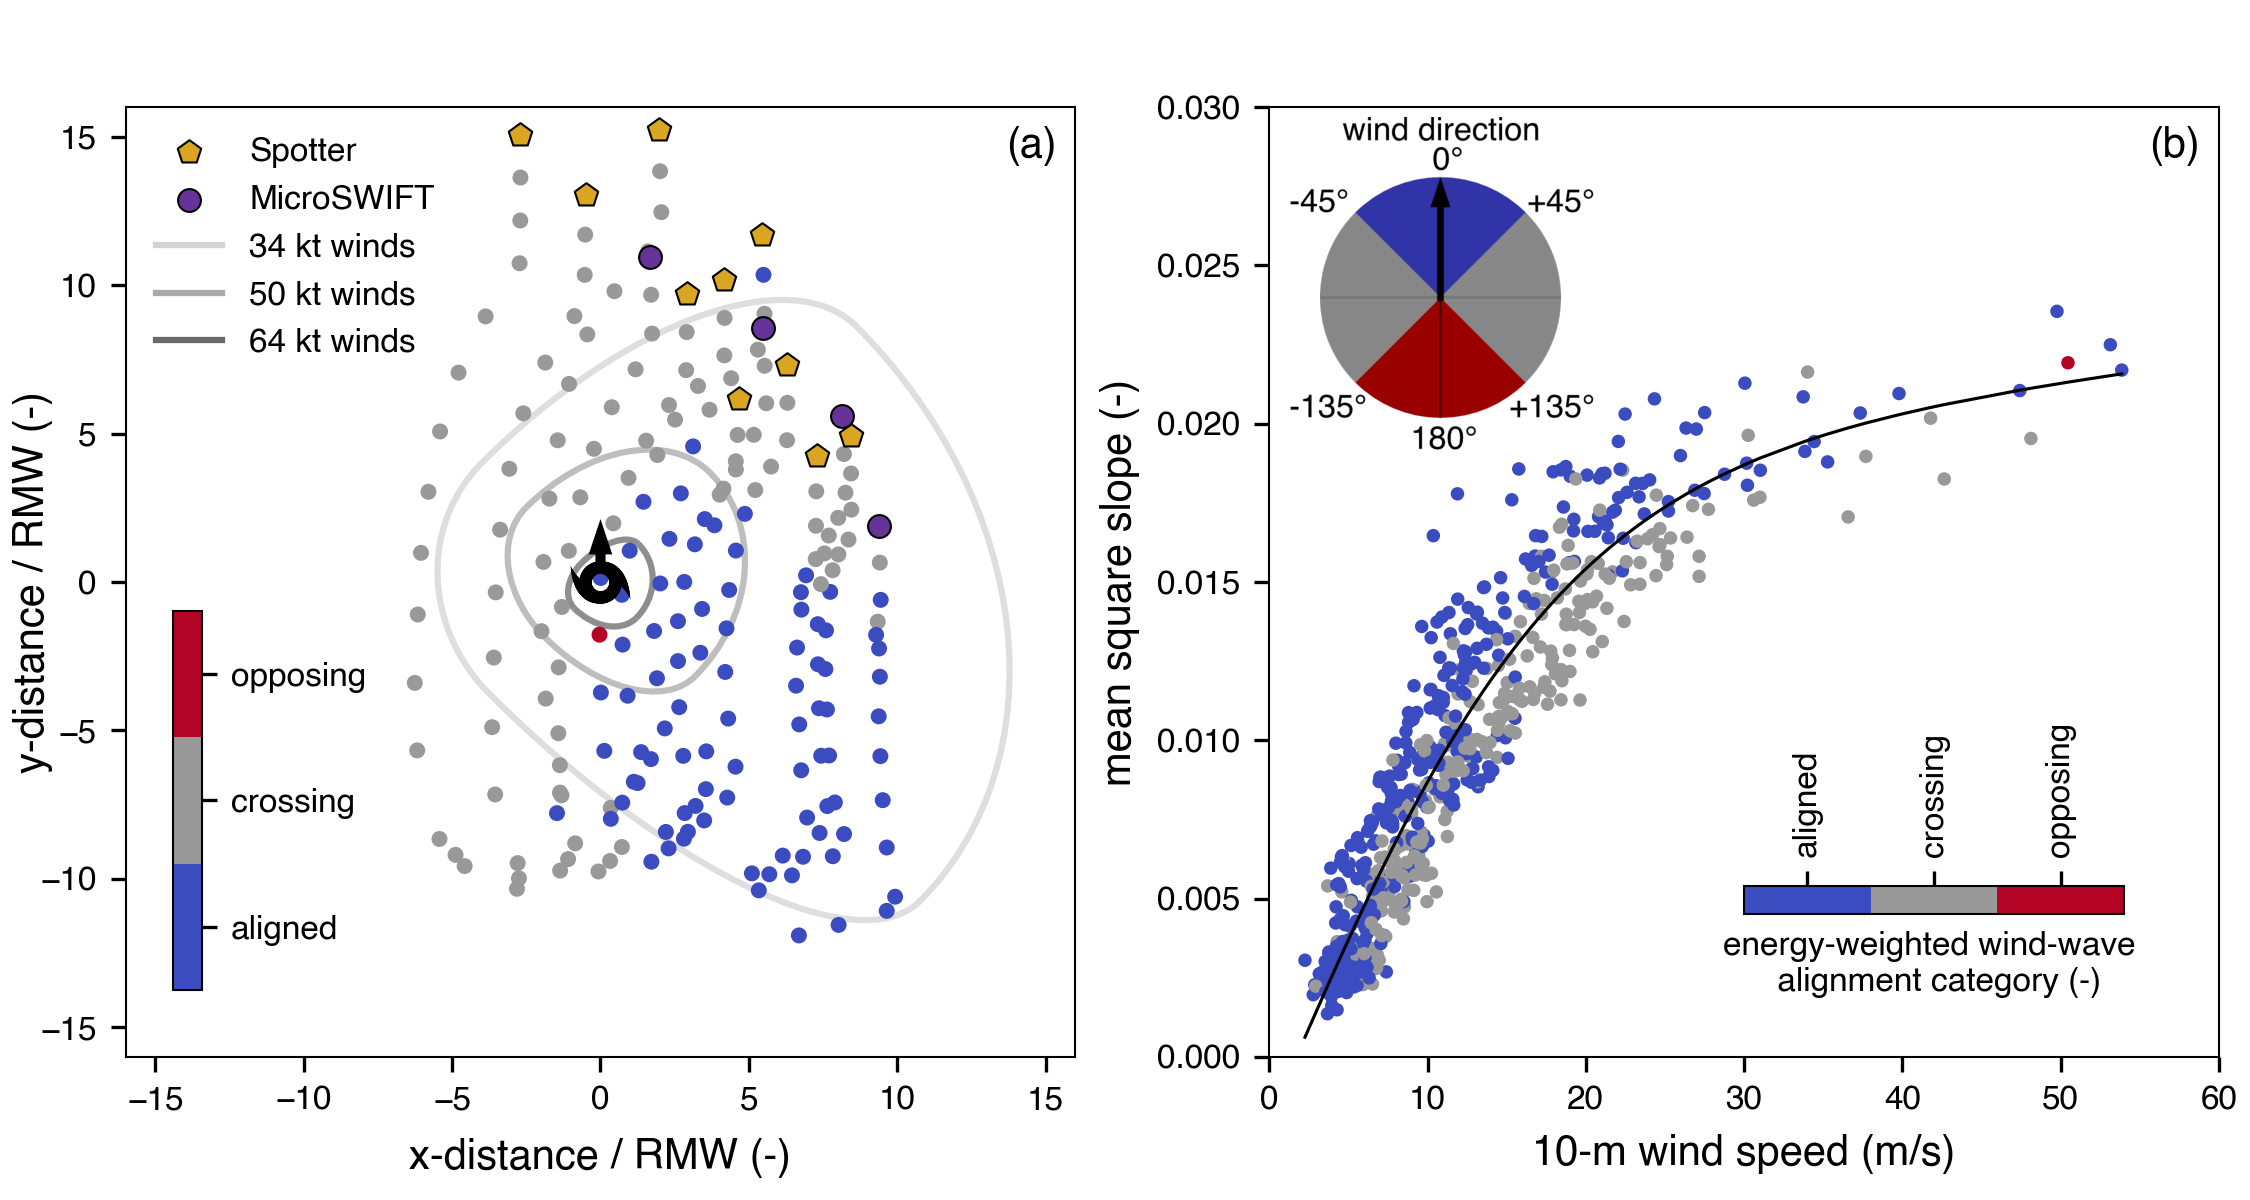 (a)
Spotter
MicroSWIFT
34 kt winds
50 kt winds
64 kt winds
opposing
crossing
aligned
15
10
5
0
−5
−10
−15
y-distance / RMW (-)
−15
−10
−5
0
5
10
15
x-distance / RMW (-)
(b)
wind direction
0°
-45°
+45°
-135°
+135°
180°
aligned
crossing
opposing
energy-weighted wind-wave
alignment category (-)
0.030
0.025
0.020
0.015
0.010
0.005
0.000
mean square slope (-)
0
10
20
30
40
50
60
10-m wind speed (m/s)